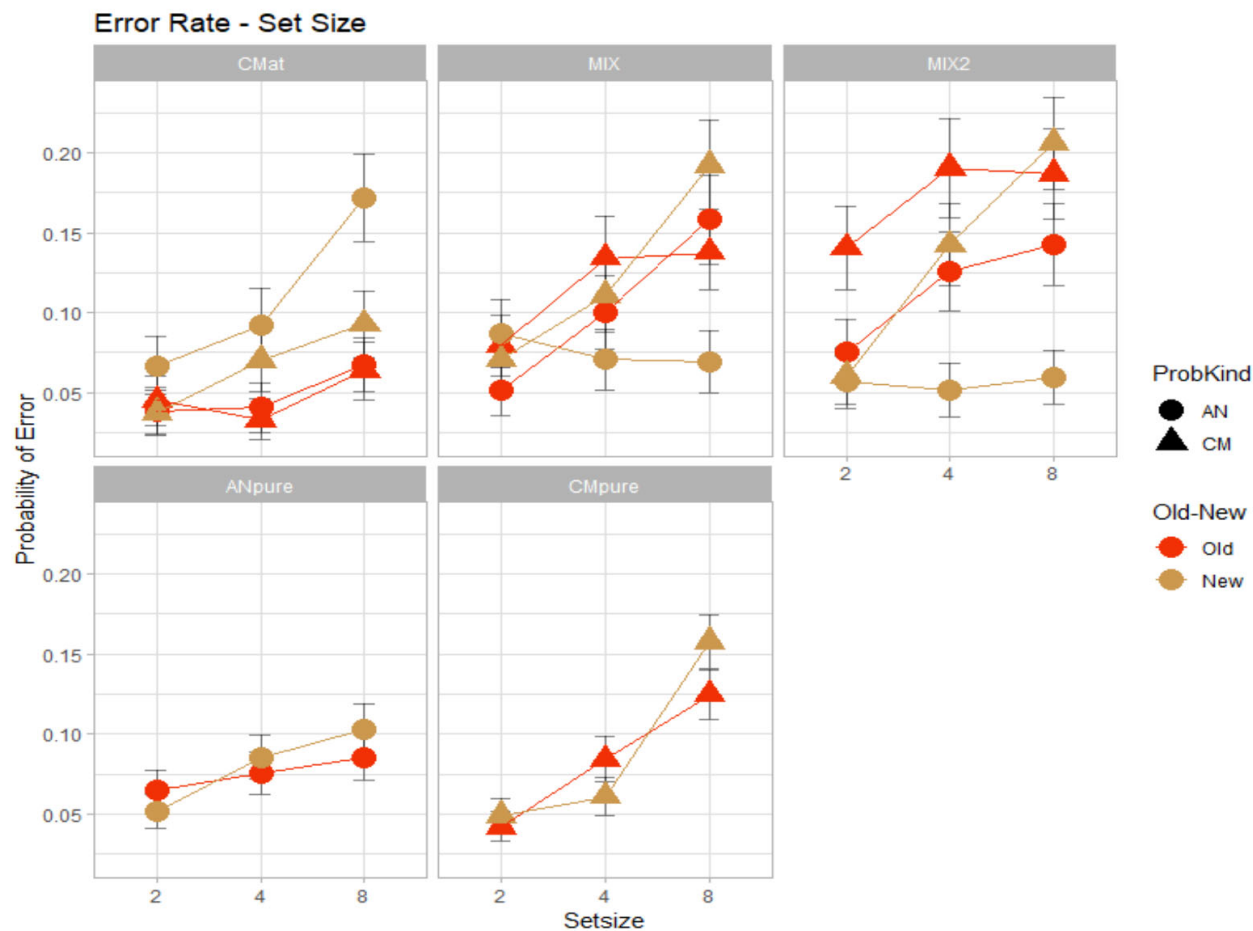 Error Rate - Set Size
CMat
MIX
MIX2
0.20
0.15
0.10
0.05
2
4
8
ANpure
CMpure
0.20
0.15
0.10
0.05
2
4
8
2
4
8
Probability of Error
Setsize
ProbKind
AN
CM
Old-New
Old
New